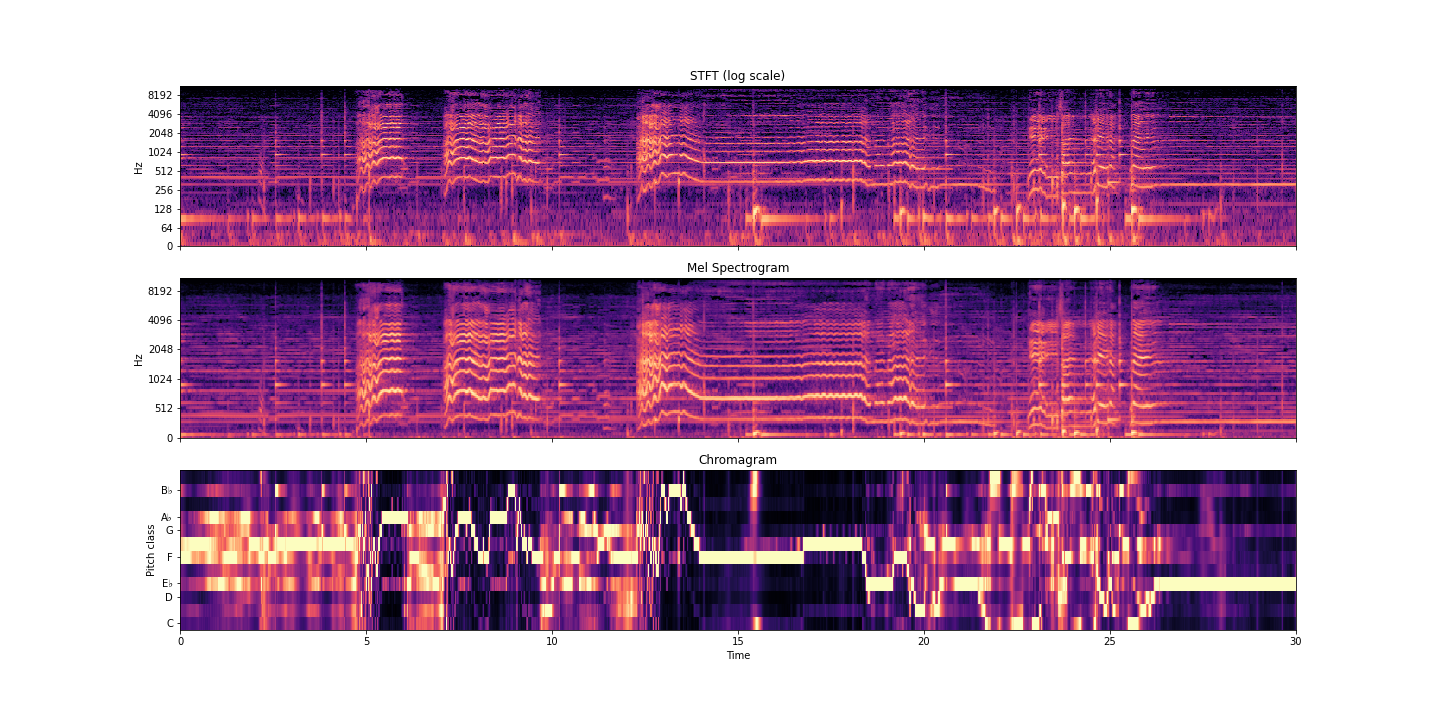 STFT (log scale)
Hz
8192
4096
2048
1024
512
256
128
64
0
Mel Spectrogram
Hz
8192
4096
2048
1024
512
0
Chromagram
Pitch class
B♭
A♭
G
F
E♭
D
C
0 5 10 15 20 25 30
Time